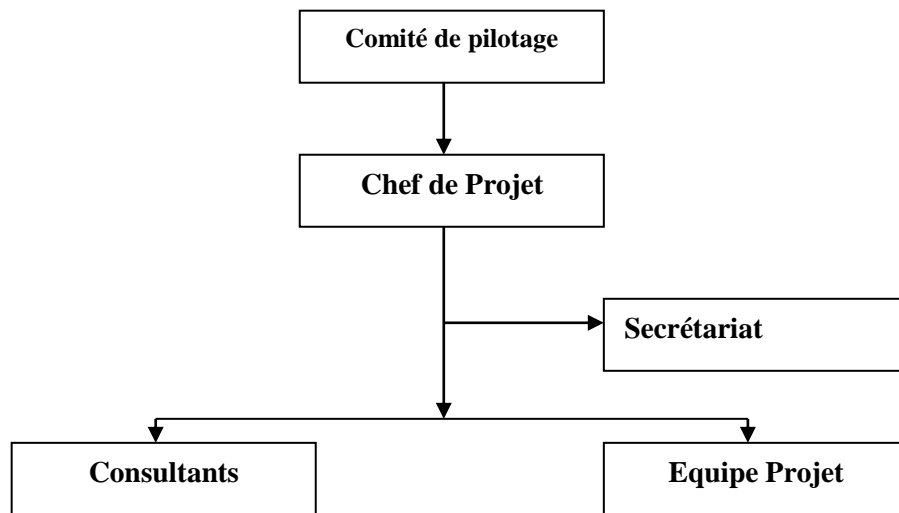 Comité de pilotage
Chef de Projet
Secrétariat
Consultants
Equipe Projet